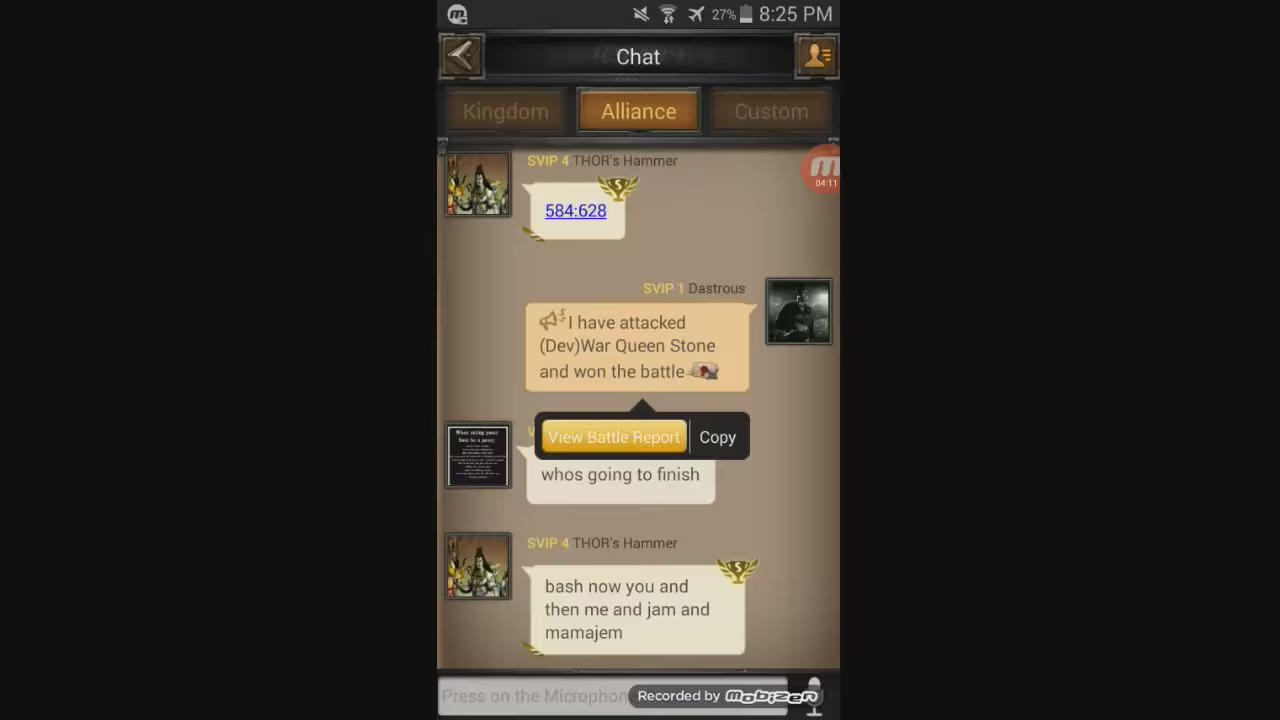 27% 8:25 PM
Chat
Kingdom Alliance Custom
04:11
SVIP 4 THOR's Hammer
584:628
SVIP 1 Dastrous
I have attacked
(Dev)War Queen Stone
and won the battle
View Battle Report Copy
whos going to finish
SVIP 4 THOR's Hammer
bash now you and
then me and jam and
mamajem
Press on the Microphon
Recorded by mobizen